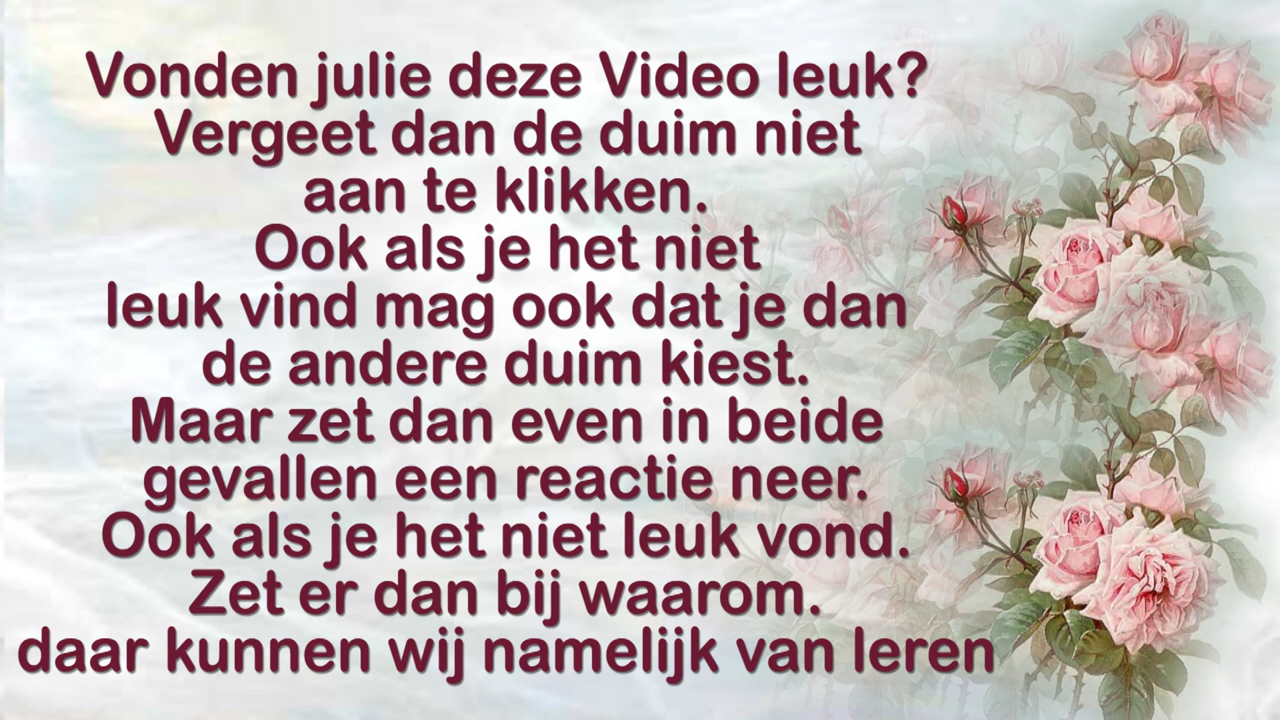 Vonden julie deze Video leuk?
Vergeet dan de duim niet
aan te klikken.
Ook als je het niet
leuk vind mag ook dat je dan
de andere duim kiest.
Maar zet dan even in beide
gevallen een reactie neer.
Ook als je het niet leuk vond.
Zet er dan bij waarom.
daar kunnen wij namelijk van leren